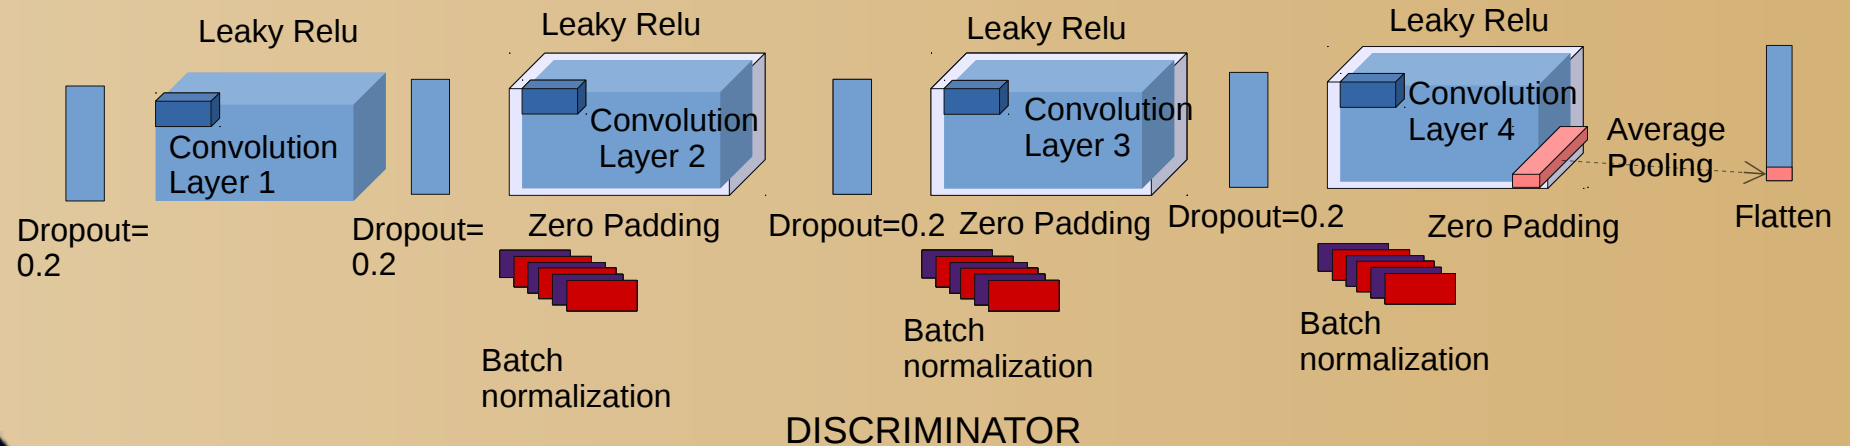 Leaky Relu
Leaky Relu
Leaky Relu
Leaky Relu
Convolution
Layer 1
Convolution
Layer 2
Convolution
Layer 3
Convolution
Layer 4
Average
Pooling
Dropout=
0.2
Dropout=
0.2
Zero Padding
Dropout=0.2
Zero Padding
Dropout=0.2
Zero Padding
Flatten
Batch
normalization
Batch
normalization
Batch
normalization
DISCRIMINATOR